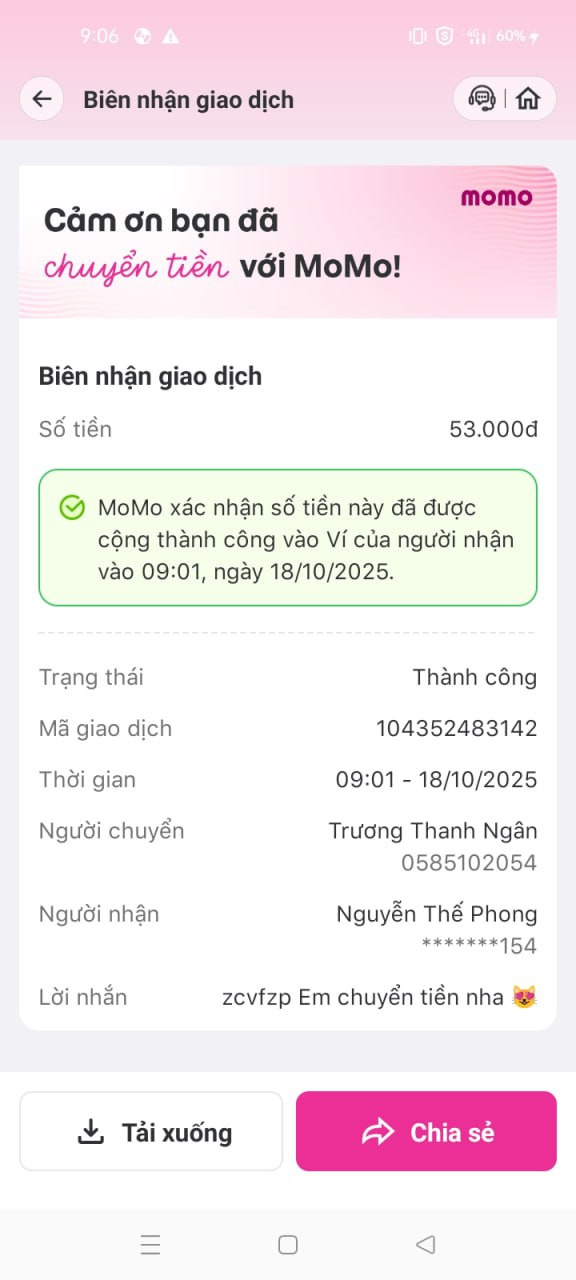 9:06
4G
60%
Biên nhận giao dịch
momo
Cảm ơn bạn đã
chuyển tiền với MoMo!
Biên nhận giao dịch
Số tiền 53.000đ
MoMo xác nhận số tiền này đã được
cộng thành công vào Ví của người nhận
vào 09:01, ngày 18/10/2025.
Trạng thái Thành công
Mã giao dịch 104352483142
Thời gian 09:01 - 18/10/2025
Người chuyển Trương Thanh Ngân
0585102054
Người nhận Nguyễn Thế Phong
*******154
Lời nhắn zcvfzp Em chuyển tiền nha 😻
Tải xuống
Chia sẻ